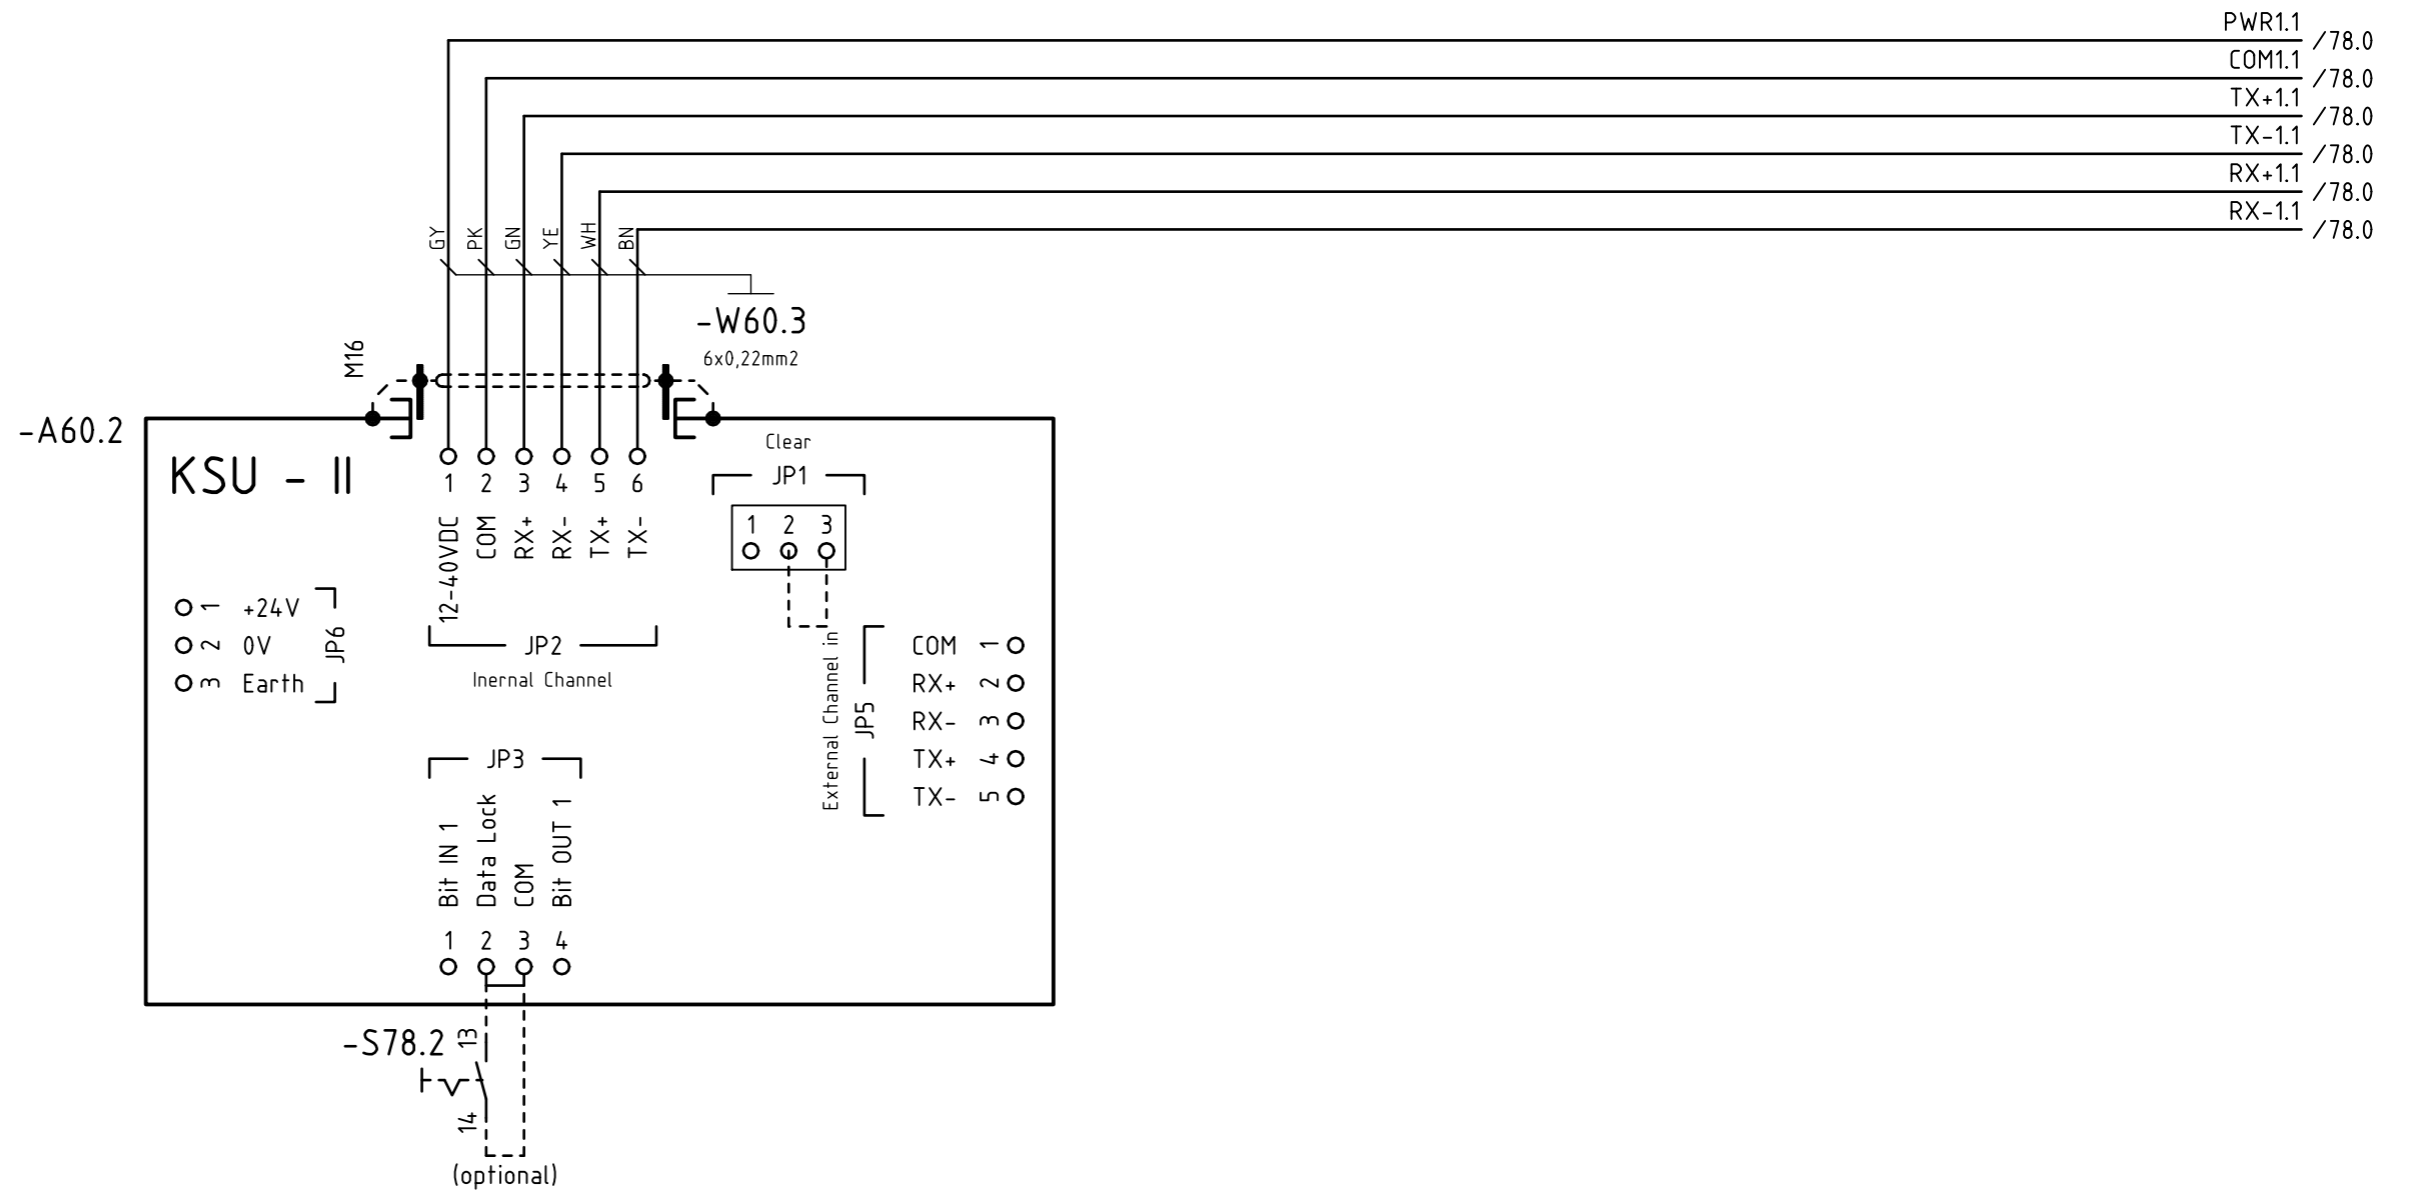 PWR1.1 /78.0
COM1.1 /78.0
TX+1.1 /78.0
TX-1.1 /78.0
RX+1.1 /78.0
RX-1.1 /78.0
GY PK GN YE WH BN
-W60.3
6x0,22mm2
M16
-A60.2
KSU - II
1 2 3 4 5 6
12-40VDC
COM
RX+
RX-
TX+
TX-
JP2
Inernal Channel
Clear
JP1
1 2 3
1 +24V
2 0V
3 Earth
JP6
External Channel in
JP5
COM 1
RX+ 2
RX- 3
TX+ 4
TX- 5
JP3
Bit IN 1
Data Lock
COM
Bit OUT 1
1 2 3 4
-S78.2
13
14
(optional)